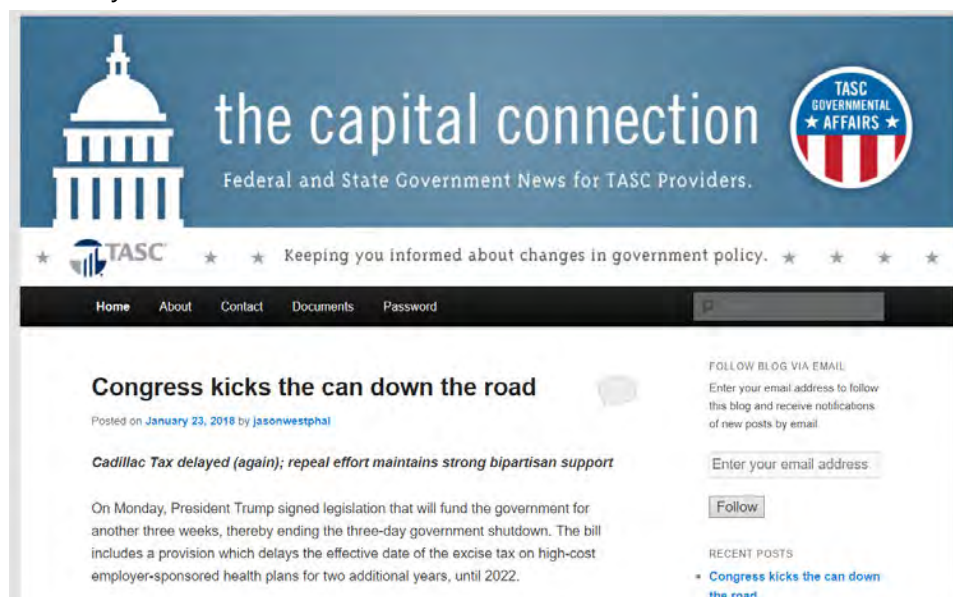 the capital connection
Federal and State Government News for TASC Providers.
TASC
GOVERNMENTAL
AFFAIRS
TASC
Keeping you informed about changes in government policy.
Home About Contact Documents Password
Congress kicks the can down the road
Posted on January 23, 2018 by jasonwestphal
Cadillac Tax delayed (again); repeal effort maintains strong bipartisan support
On Monday, President Trump signed legislation that will fund the government for
another three weeks, thereby ending the three-day government shutdown. The bill
includes a provision which delays the effective date of the excise tax on high-cost
employer-sponsored health plans for two additional years, until 2022.
FOLLOW BLOG VIA EMAIL
Enter your email address to follow
this blog and receive notifications
of new posts by email
Enter your email address
Follow
RECENT POSTS
Congress kicks the can down
the road